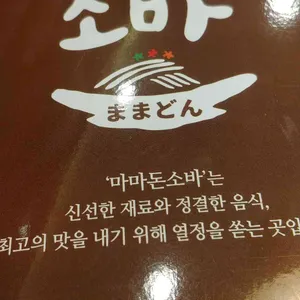 소바
ままどん
'마마돈소바'는
신선한 재료와 정결한 음식,
최고의 맛을 내기 위해 열정을 쏟는 곳입